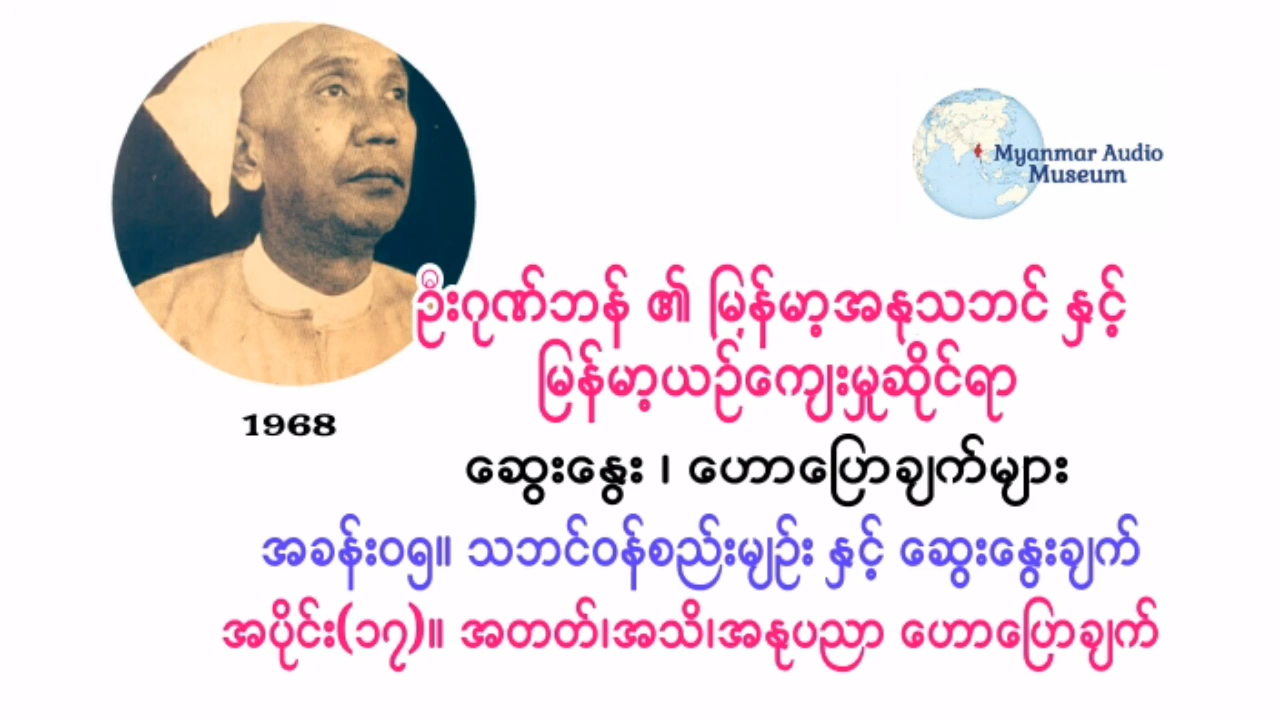 Myanmar Audio
Museum
ဦးဂုဏ်ဘန် ၏ မြန်မာ့အနုသဘင် နှင့်
မြန်မာ့ယဉ်ကျေးမှုဆိုင်ရာ
1968
ဆွေးနွေး ၊ ဟောပြောချက်များ
အခန်း၀၅။ သဘင်ဝန်စည်းမျဉ်း နှင့် ဆွေးနွေးချက်
အပိုင်း(၁၇)။ အတတ်၊အသိ၊အနုပညာ ဟောပြောချက်